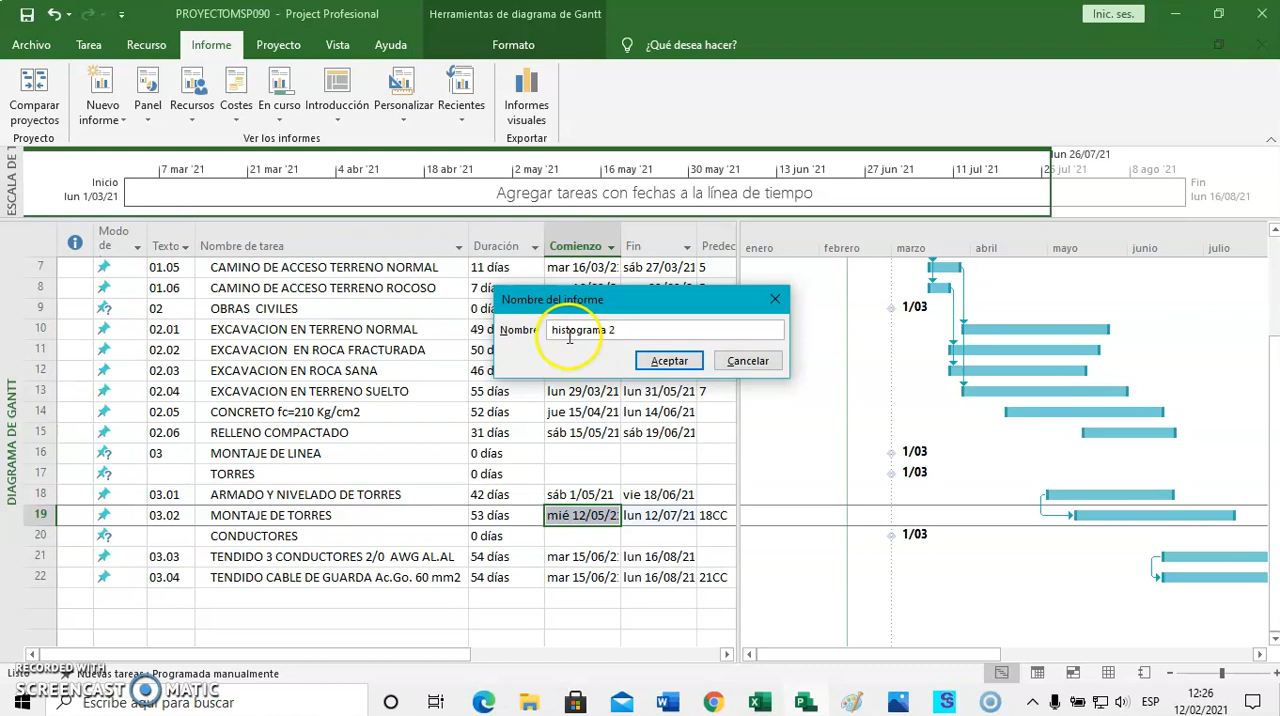 PROYECTOMSP090 - Project Profesional
Herramientas de diagrama de Gantt
Inic. ses.
Archivo Tarea Recurso Informe Proyecto Vista Ayuda Formato ¿Qué desea hacer?
Comparar proyectos
Nuevo informe
Panel
Recursos
Costes
En curso
Introducción
Personalizar
Recientes
Informes visuales
Proyecto Ver los informes Exportar
ESCALA DE T
lun 26/07/21
7 mar '21 21 mar '21 4 abr '21 18 abr '21 2 may '21 16 may '21 30 may '21 13 jun '21 27 jun '21 11 jul '21 jul '21 8 ago '21
Inicio
lun 1/03/21
Agregar tareas con fechas a la línea de tiempo
Fin
lun 16/08/21
Modo de Texto Nombre de tarea Duración Comienzo Fin Predec enero febrero marzo abril mayo junio julio
7 01.05 CAMINO DE ACCESO TERRENO NORMAL 11 días mar 16/03/2 sáb 27/03/21 5
8 01.06 CAMINO DE ACCESO TERRENO ROCOSO 7 d
9 02 OBRAS CIVILES 0 d 1/03
10 02.01 EXCAVACION EN TERRENO NORMAL 49
11 02.02 EXCAVACION EN ROCA FRACTURADA 50
12 02.03 EXCAVACION EN ROCA SANA 46
13 02.04 EXCAVACION EN TERRENO SUELTO 55 días lun 29/03/21 lun 31/05/21 7
14 02.05 CONCRETO fc=210 Kg/cm2 52 días jue 15/04/21 lun 14/06/21
15 02.06 RELLENO COMPACTADO 31 días sáb 15/05/21 sáb 19/06/21
16 03 MONTAJE DE LINEA 0 días 1/03
17 TORRES 0 días 1/03
18 03.01 ARMADO Y NIVELADO DE TORRES 42 días sáb 1/05/21 vie 18/06/21
19 03.02 MONTAJE DE TORRES 53 días mié 12/05/2 lun 12/07/21 18CC
20 CONDUCTORES 0 días 1/03
21 03.03 TENDIDO 3 CONDUCTORES 2/0 AWG AL.AL 54 días mar 15/06/21 lun 16/08/21
22 03.04 TENDIDO CABLE DE GUARDA Ac.Go. 60 mm2 54 días mar 15/06/21 lun 16/08/21 21CC
DIAGRAMA DE GANTT
Nombre del informe
Nombre histograma 2
Aceptar Cancelar
Listo Nuevas tareas : Programada manualmente
RECORDED WITH
SCREENCAST MATIC
Escribe aquí para buscar
ESP
12:26
12/02/2021